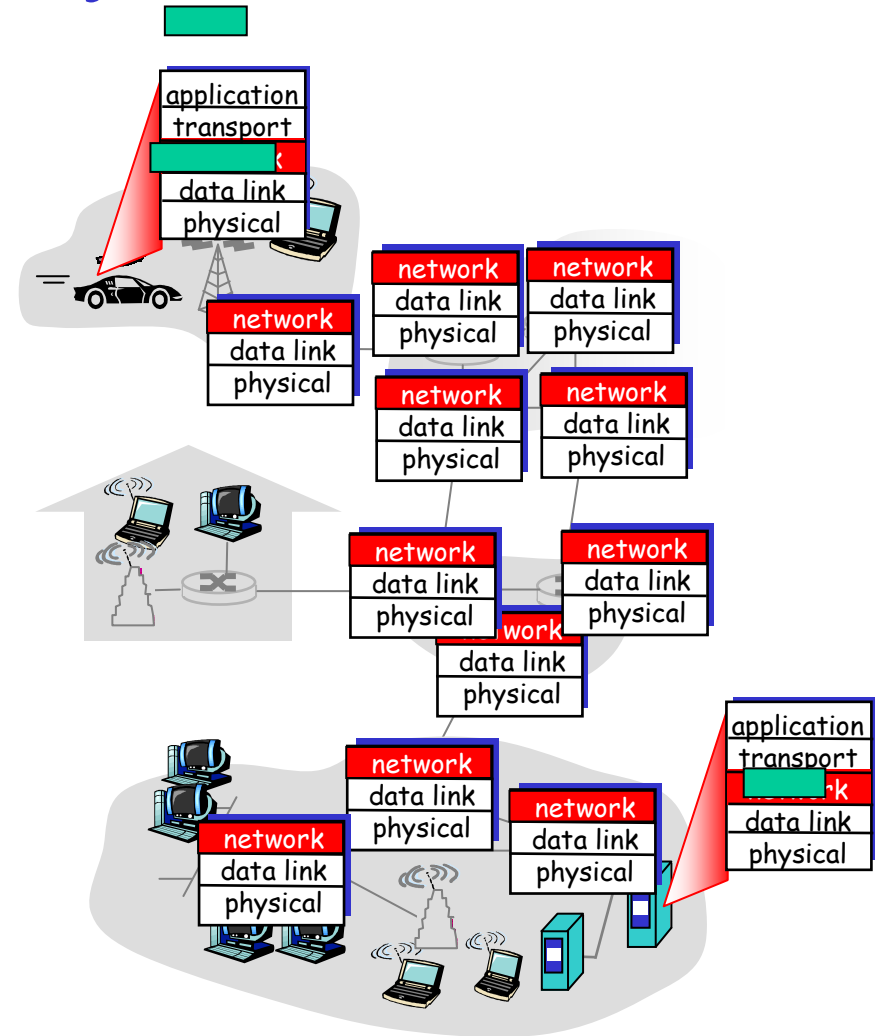 application
transport
data link
physical
network
data link
physical
network
data link
physical
network
data link
physical
network
data link
physical
network
data link
physical
network
data link
physical
network
data link
physical
data link
physical
application
transport
data link
physical
network
data link
physical
network
data link
physical
network
data link
physical